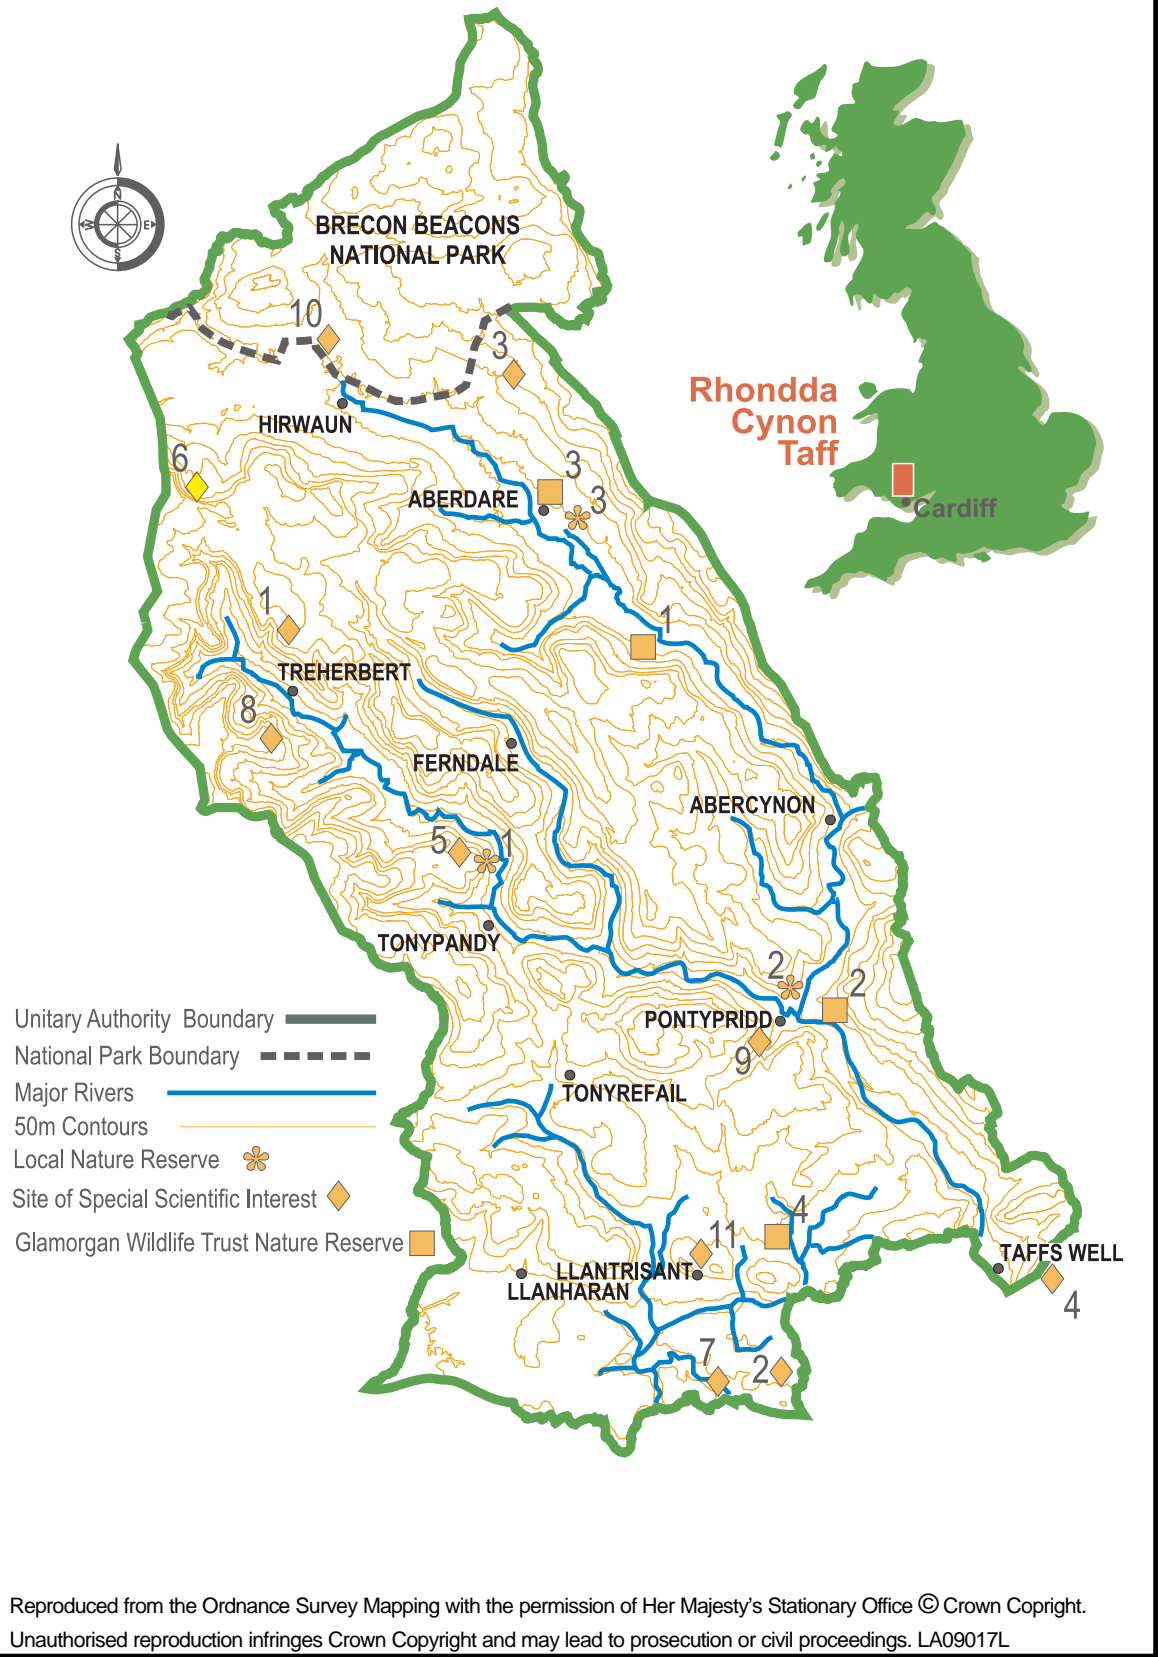 BRECON BEACONS
NATIONAL PARK
N
W
E
S
10
3
HIRWAUN
Rhondda
Cynon
Taff
Cardiff
6
3
ABERDARE
3
1
1
TREHERBERT
8
FERNDALE
ABERCYNON
5
1
TONYPANDY
2
2
PONTYPRIDD
9
TONYREFAIL
Unitary Authority Boundary
National Park Boundary
Major Rivers
50m Contours
Local Nature Reserve
Site of Special Scientific Interest
Glamorgan Wildlife Trust Nature Reserve
4
11
LLANTRISANT
LLANHARAN
TAFFS WELL
4
7
2
Reproduced from the Ordnance Survey Mapping with the permission of Her Majesty's Stationary Office © Crown Copright.
Unauthorised reproduction infringes Crown Copyright and may lead to prosecution or civil proceedings. LA09017L